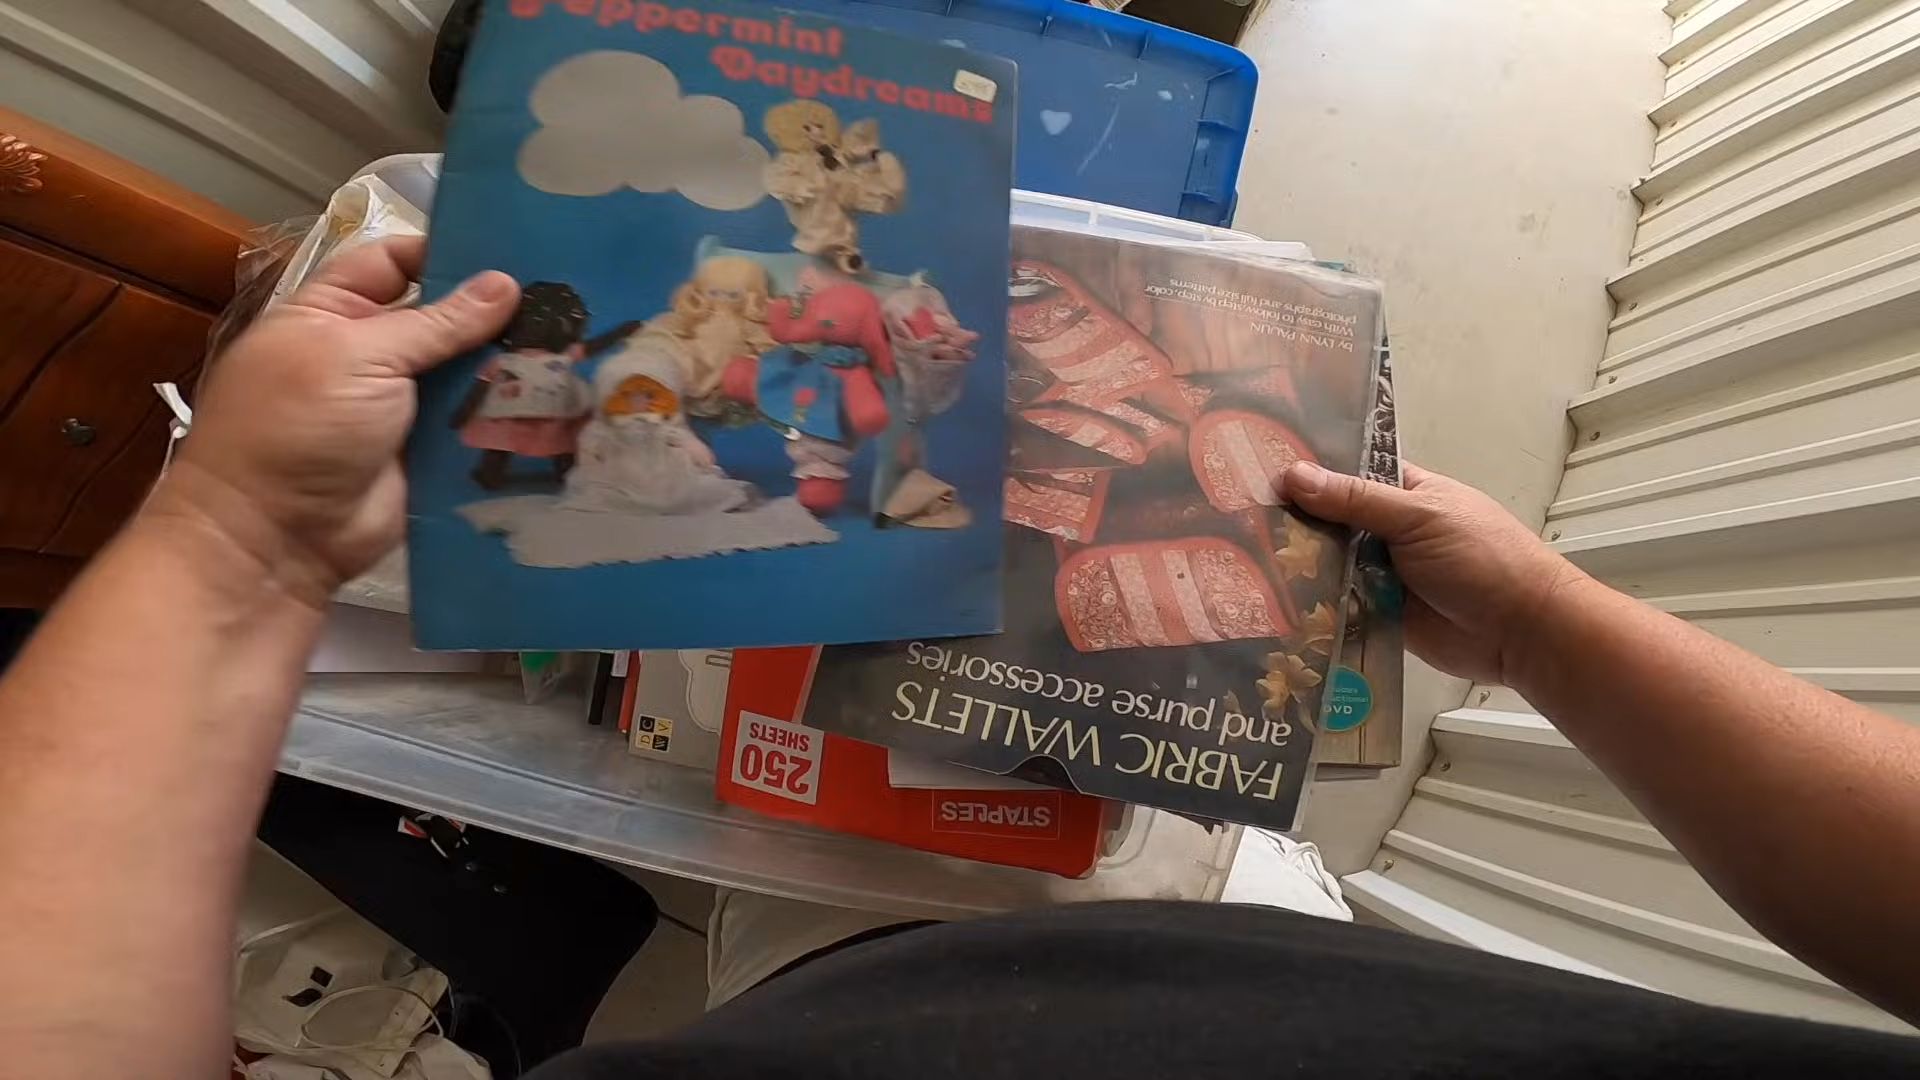 Peppermint
Daydreams
FABRIC WALLETS
and purse accessories
by LYNN PAULIN
With easy to follow step by step, color
photographs and full size patterns
DVD
D C
W V
250
SHEETS
STAPLES